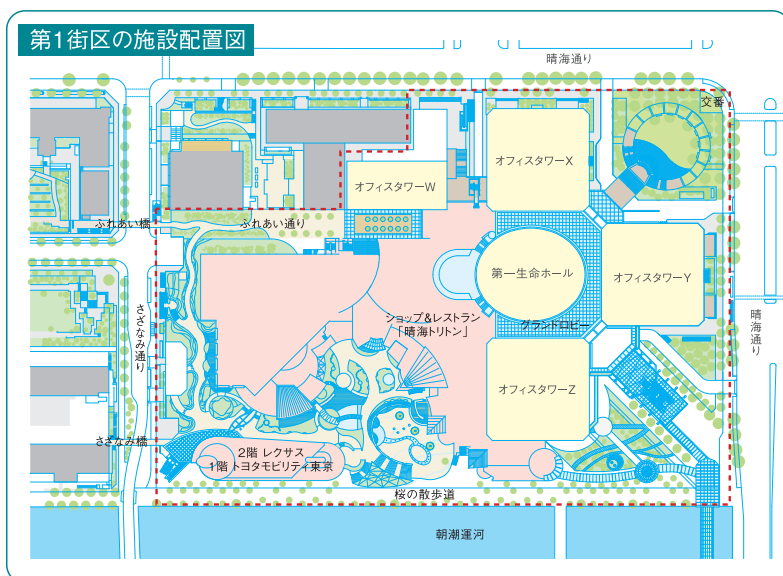 第1街区の施設配置図
晴海通り
交番
オフィスタワーX
オフィスタワーW
ふれあい橋
ふれあい通り
第一生命ホール
オフィスタワーY
さざなみ通り
ショップ&レストラン
「晴海トリトン」
グランドロビー
晴海通り
オフィスタワーZ
さざなみ橋
2階 レクサス
1階 トヨタモビリティ東京
桜の散歩道
朝潮運河